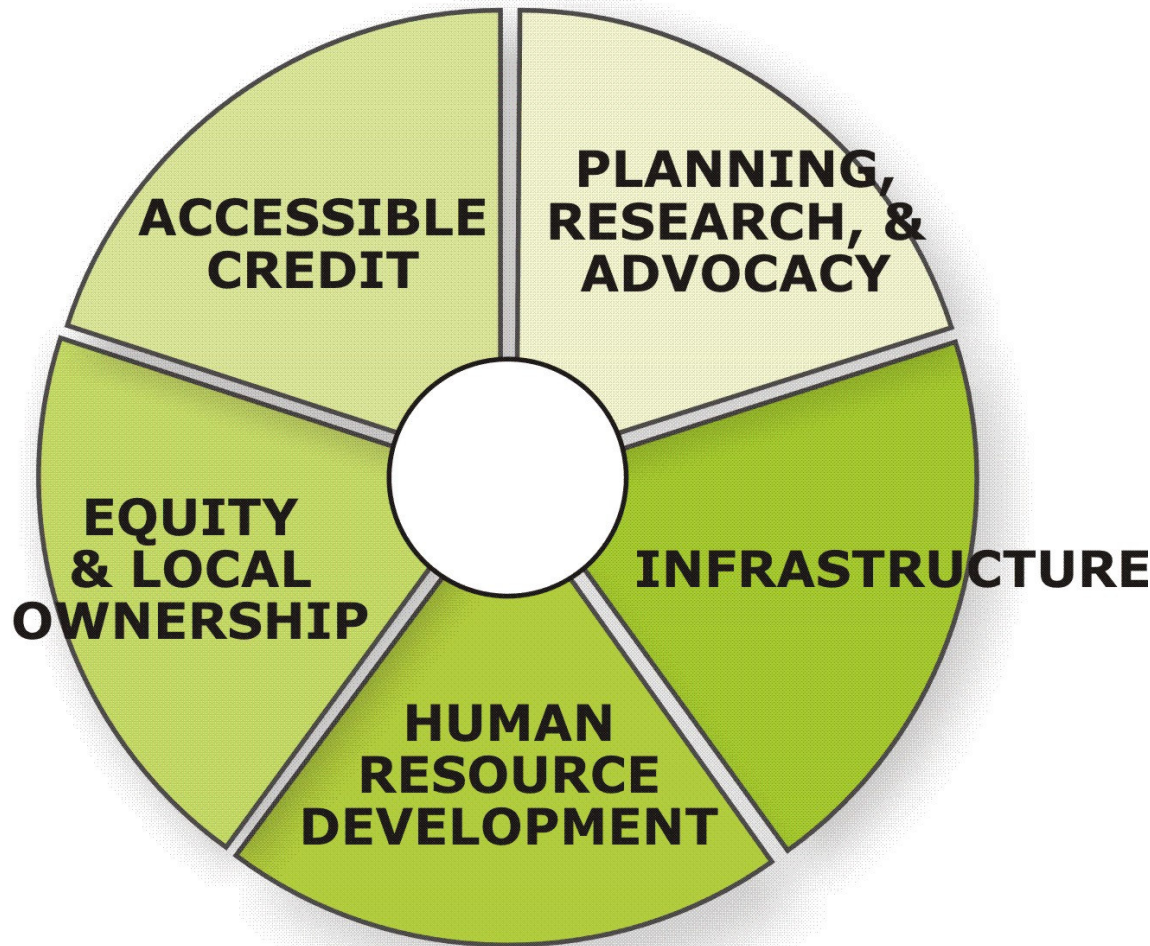 PLANNING,
RESEARCH, &
ADVOCACY
ACCESSIBLE
CREDIT
EQUITY
& LOCAL
OWNERSHIP
INFRASTRUCTURE
HUMAN
RESOURCE
DEVELOPMENT